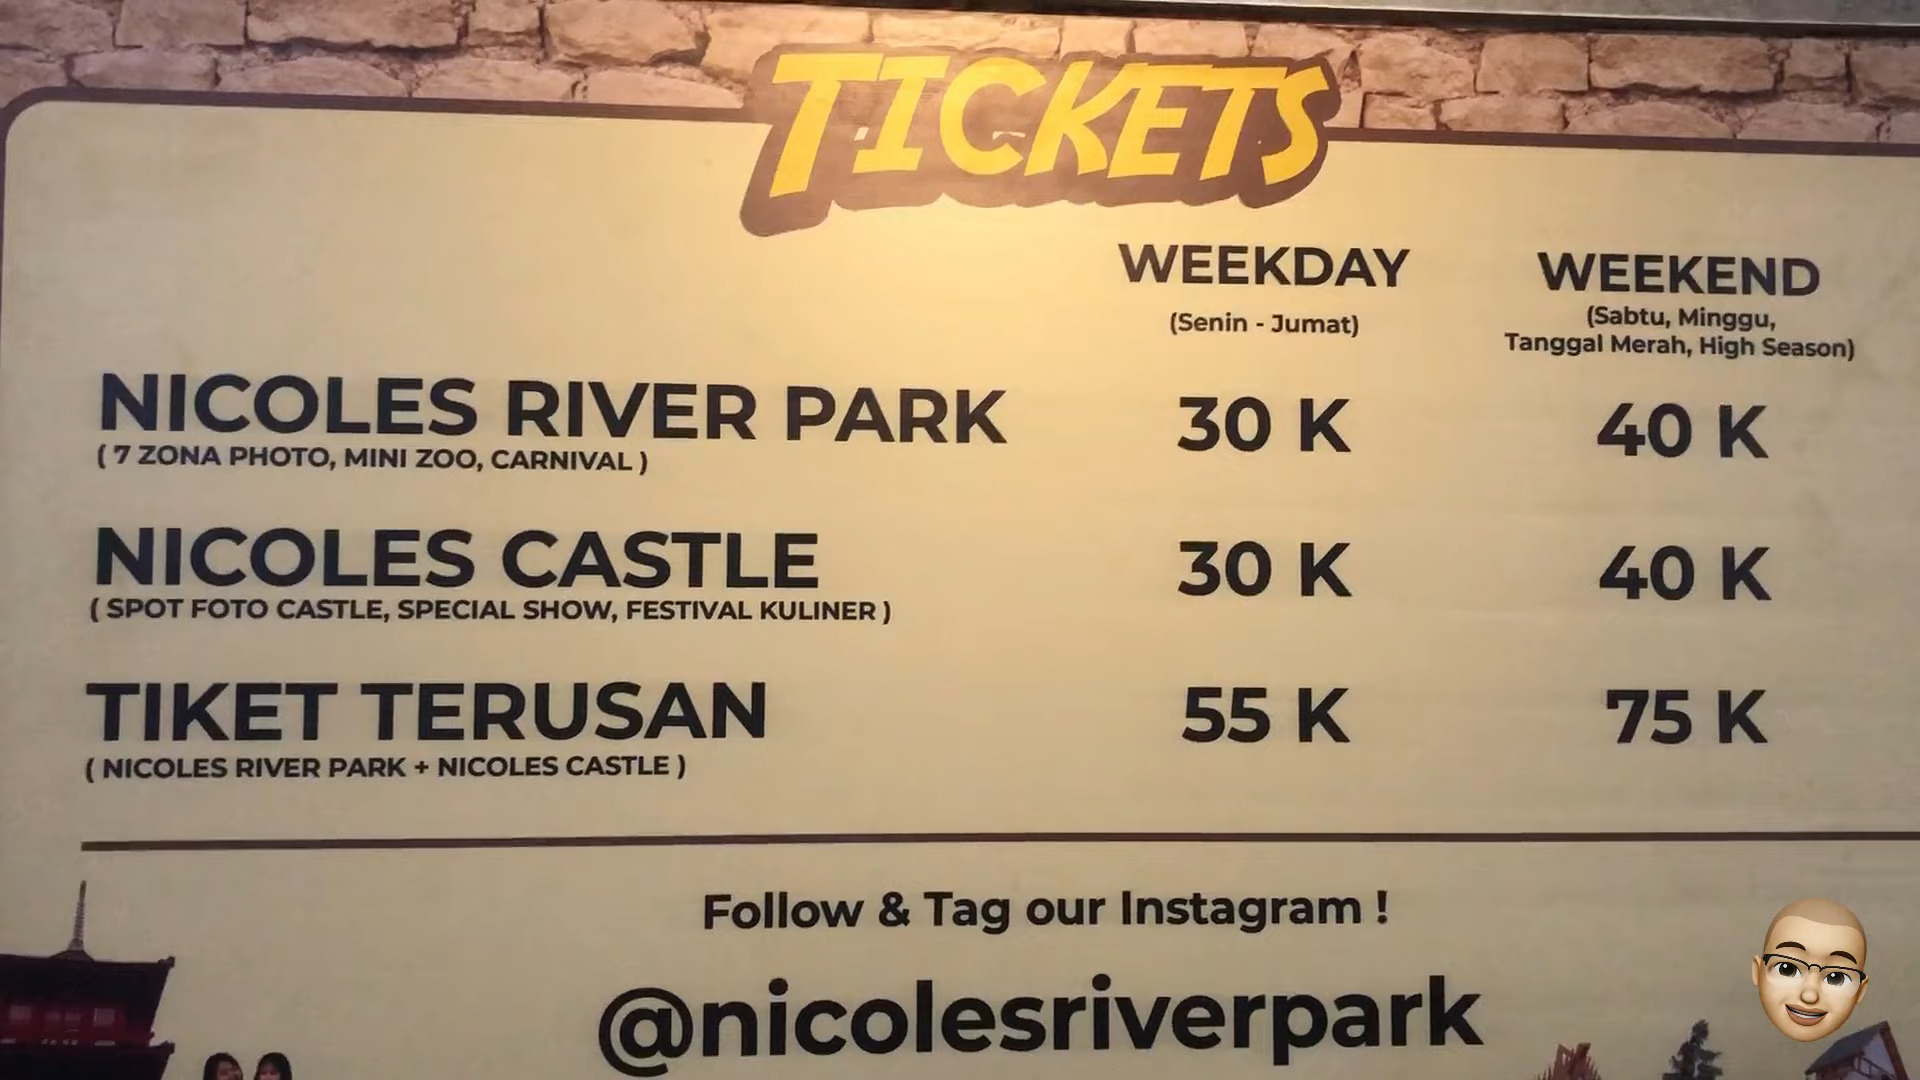 TICKETS
WEEKDAY
(Senin - Jumat)
WEEKEND
(Sabtu, Minggu,
Tanggal Merah, High Season)
NICOLES RIVER PARK 30 K 40 K
( 7 ZONA PHOTO, MINI ZOO, CARNIVAL )
NICOLES CASTLE 30 K 40 K
( SPOT FOTO CASTLE, SPECIAL SHOW, FESTIVAL KULINER )
TIKET TERUSAN 55 K 75 K
( NICOLES RIVER PARK + NICOLES CASTLE )
Follow & Tag our Instagram !
@nicolesriverpark